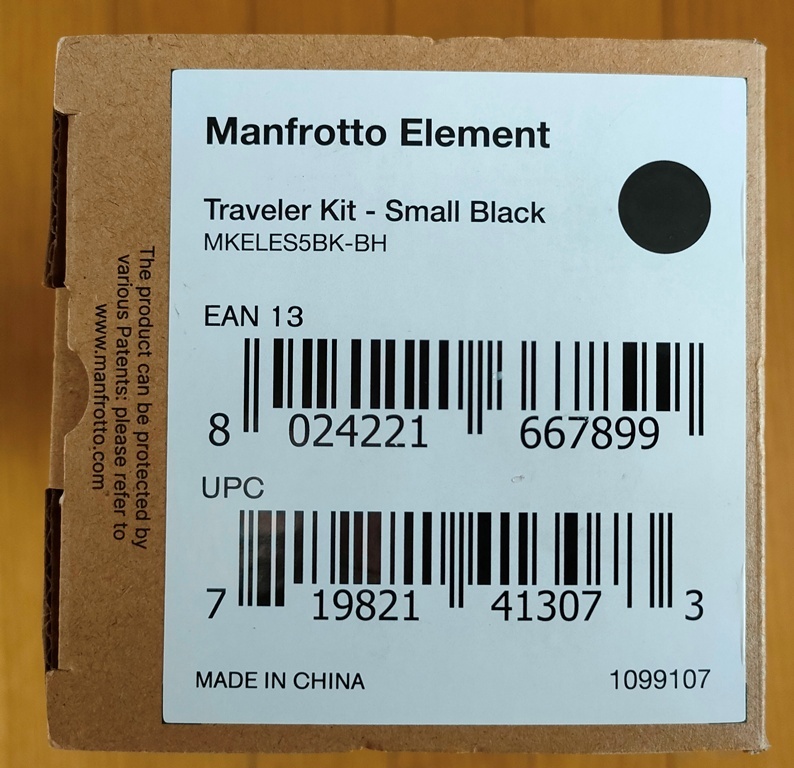 Manfrotto Element
Traveler Kit - Small Black
MKELES5BK-BH
EAN 13
8 024221 667899
UPC
7 19821 41307 3
MADE IN CHINA 1099107
The product can be protected by
various Patents: please refer to
www.manfrotto.com